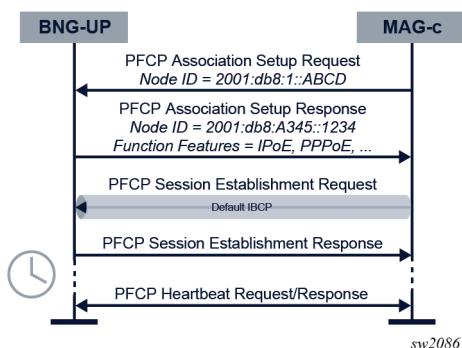 BNG-UP
MAG-c
PFCP Association Setup Request
Node ID = 2001:db8:1::ABCD
PFCP Association Setup Response
Node ID = 2001:db8:A345::1234
Function Features = IPoE, PPPoE, ...
PFCP Session Establishment Request
Default IBCP
PFCP Session Establishment Response
PFCP Heartbeat Request/Response
sw2086